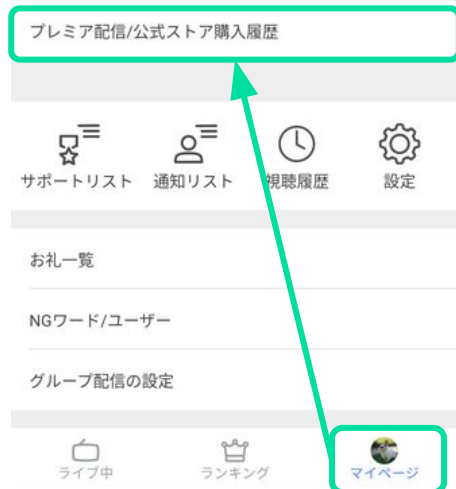 プレミア配信/公式ストア購入履歴
サポートリスト 通知リスト 視聴履歴 設定
お礼一覧
NGワード/ユーザー
グループ配信の設定
ライブ中 ランキング マイページ